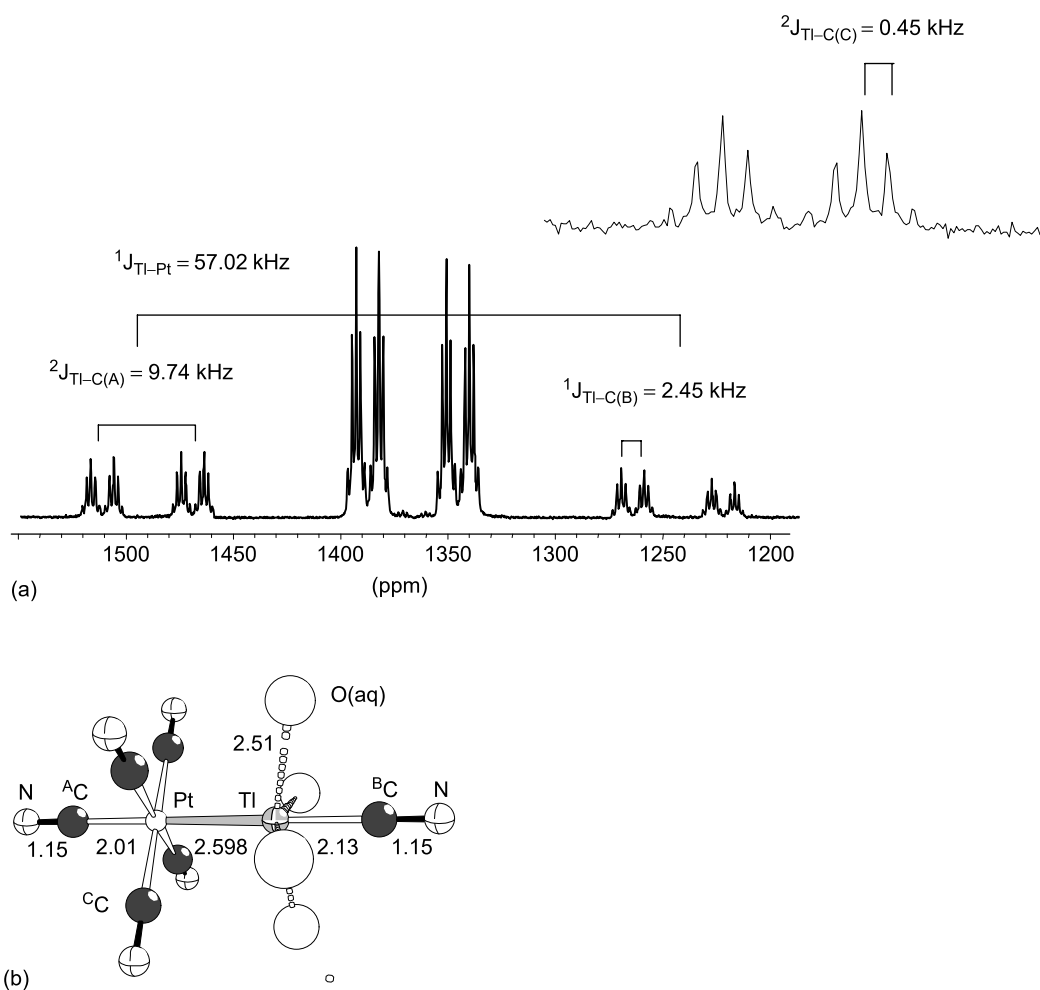 ²J_Tl–C(C) = 0.45 kHz
¹J_Tl–Pt = 57.02 kHz
²J_Tl–C(A) = 9.74 kHz
¹J_Tl–C(B) = 2.45 kHz
1500 1450 1400 1350 1300 1250 1200
(a) (ppm)
O(aq)
2.51
N ᴬC Pt Tl ᴮC N
1.15 2.01 2.598 2.13 1.15
ᶜC
(b)